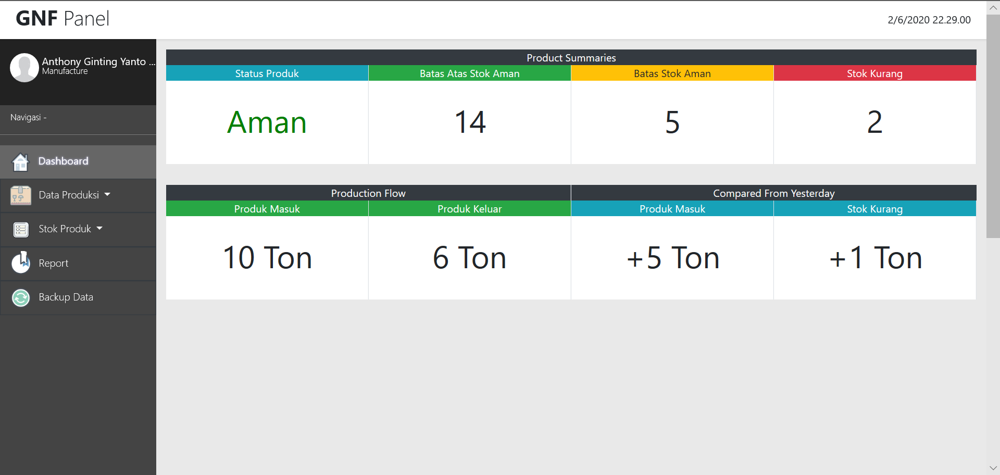 GNF Panel
2/6/2020 22.29.00
Anthony Ginting Yanto ...
Manufacture
Navigasi -
Dashboard
Data Produksi
Stok Produk
Report
Backup Data
Product Summaries
Status Produk
Batas Atas Stok Aman
Batas Stok Aman
Stok Kurang
Aman
14
5
2
Production Flow
Compared From Yesterday
Produk Masuk
Produk Keluar
Produk Masuk
Stok Kurang
10 Ton
6 Ton
+5 Ton
+1 Ton